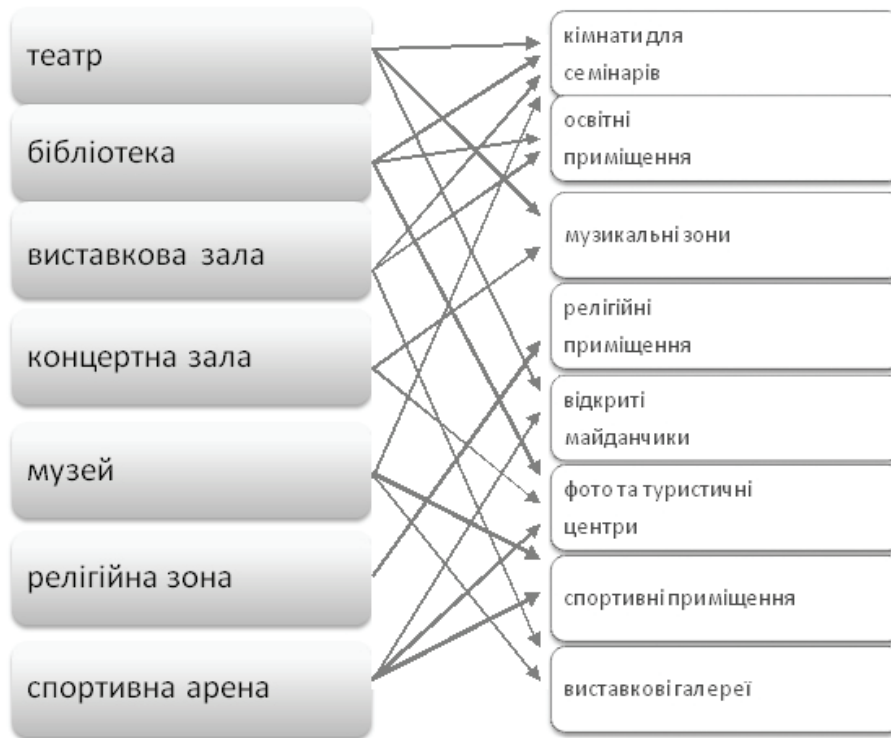 театр
бібліотека
виставкова зала
концертна зала
музей
релігійна зона
спортивна арена
кімнати для
семінарів
освітні
приміщення
музикальні зони
релігійні
приміщення
відкриті
майданчики
фото та туристичні
центри
спортивні приміщення
виставкові галереї